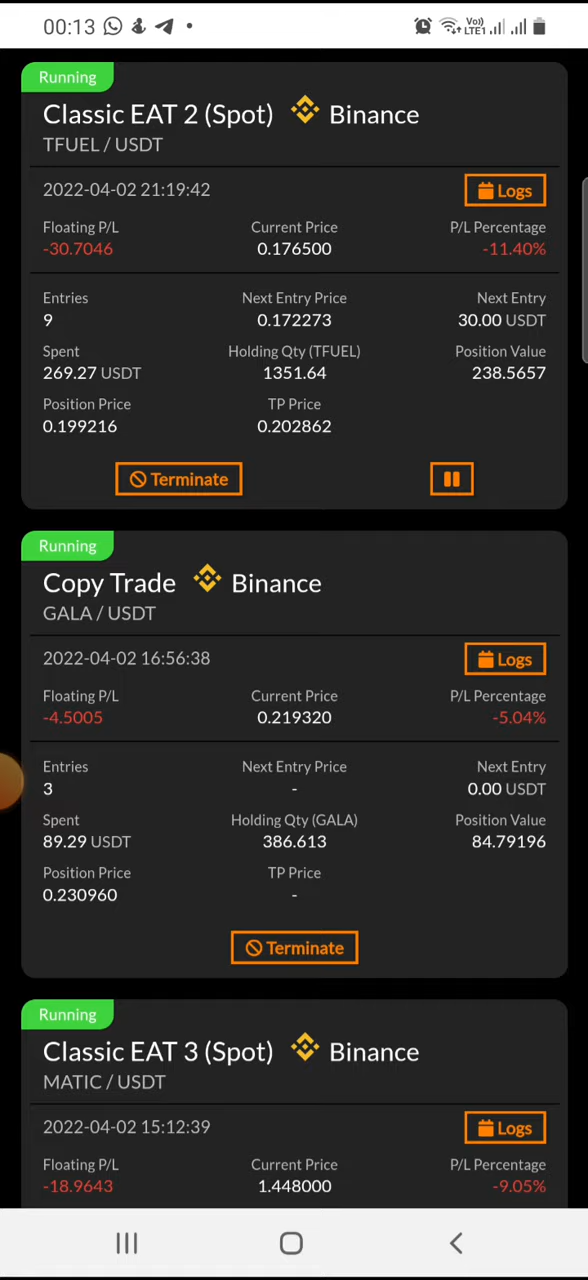 00:13 Vo) LTE1
Running
Classic EAT 2 (Spot) Binance
TFUEL / USDT
2022-04-02 21:19:42 Logs
Floating P/L Current Price P/L Percentage
-30.7046 0.176500 -11.40%
Entries Next Entry Price Next Entry
9 0.172273 30.00 USDT
Spent Holding Qty (TFUEL) Position Value
269.27 USDT 1351.64 238.5657
Position Price TP Price
0.199216 0.202862
Terminate
Running
Copy Trade Binance
GALA / USDT
2022-04-02 16:56:38 Logs
Floating P/L Current Price P/L Percentage
-4.5005 0.219320 -5.04%
Entries Next Entry Price Next Entry
3 - 0.00 USDT
Spent Holding Qty (GALA) Position Value
89.29 USDT 386.613 84.79196
Position Price TP Price
0.230960 -
Terminate
Running
Classic EAT 3 (Spot) Binance
MATIC / USDT
2022-04-02 15:12:39 Logs
Floating P/L Current Price P/L Percentage
-18.9643 1.448000 -9.05%